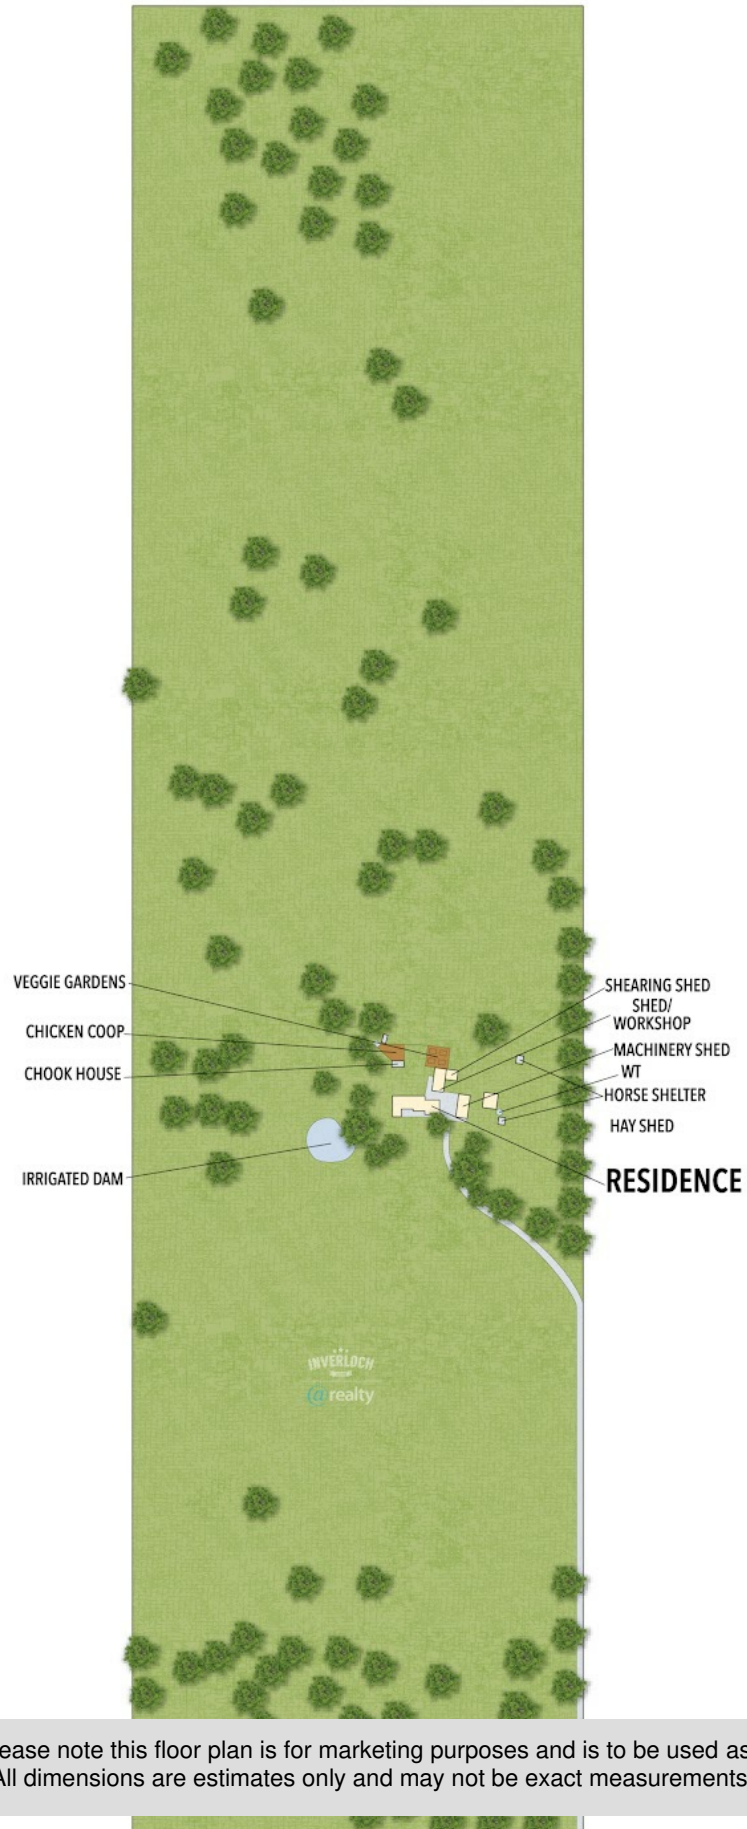 VEGGIE GARDENS
CHICKEN COOP
CHOOK HOUSE
IRRIGATED DAM
SHEARING SHED
SHED/
WORKSHOP
MACHINERY SHED
WT
HORSE SHELTER
HAY SHED
RESIDENCE
INVERLOCH
@realty
ease note this floor plan is for marketing purposes and is to be used as
All dimensions are estimates only and may not be exact measurements